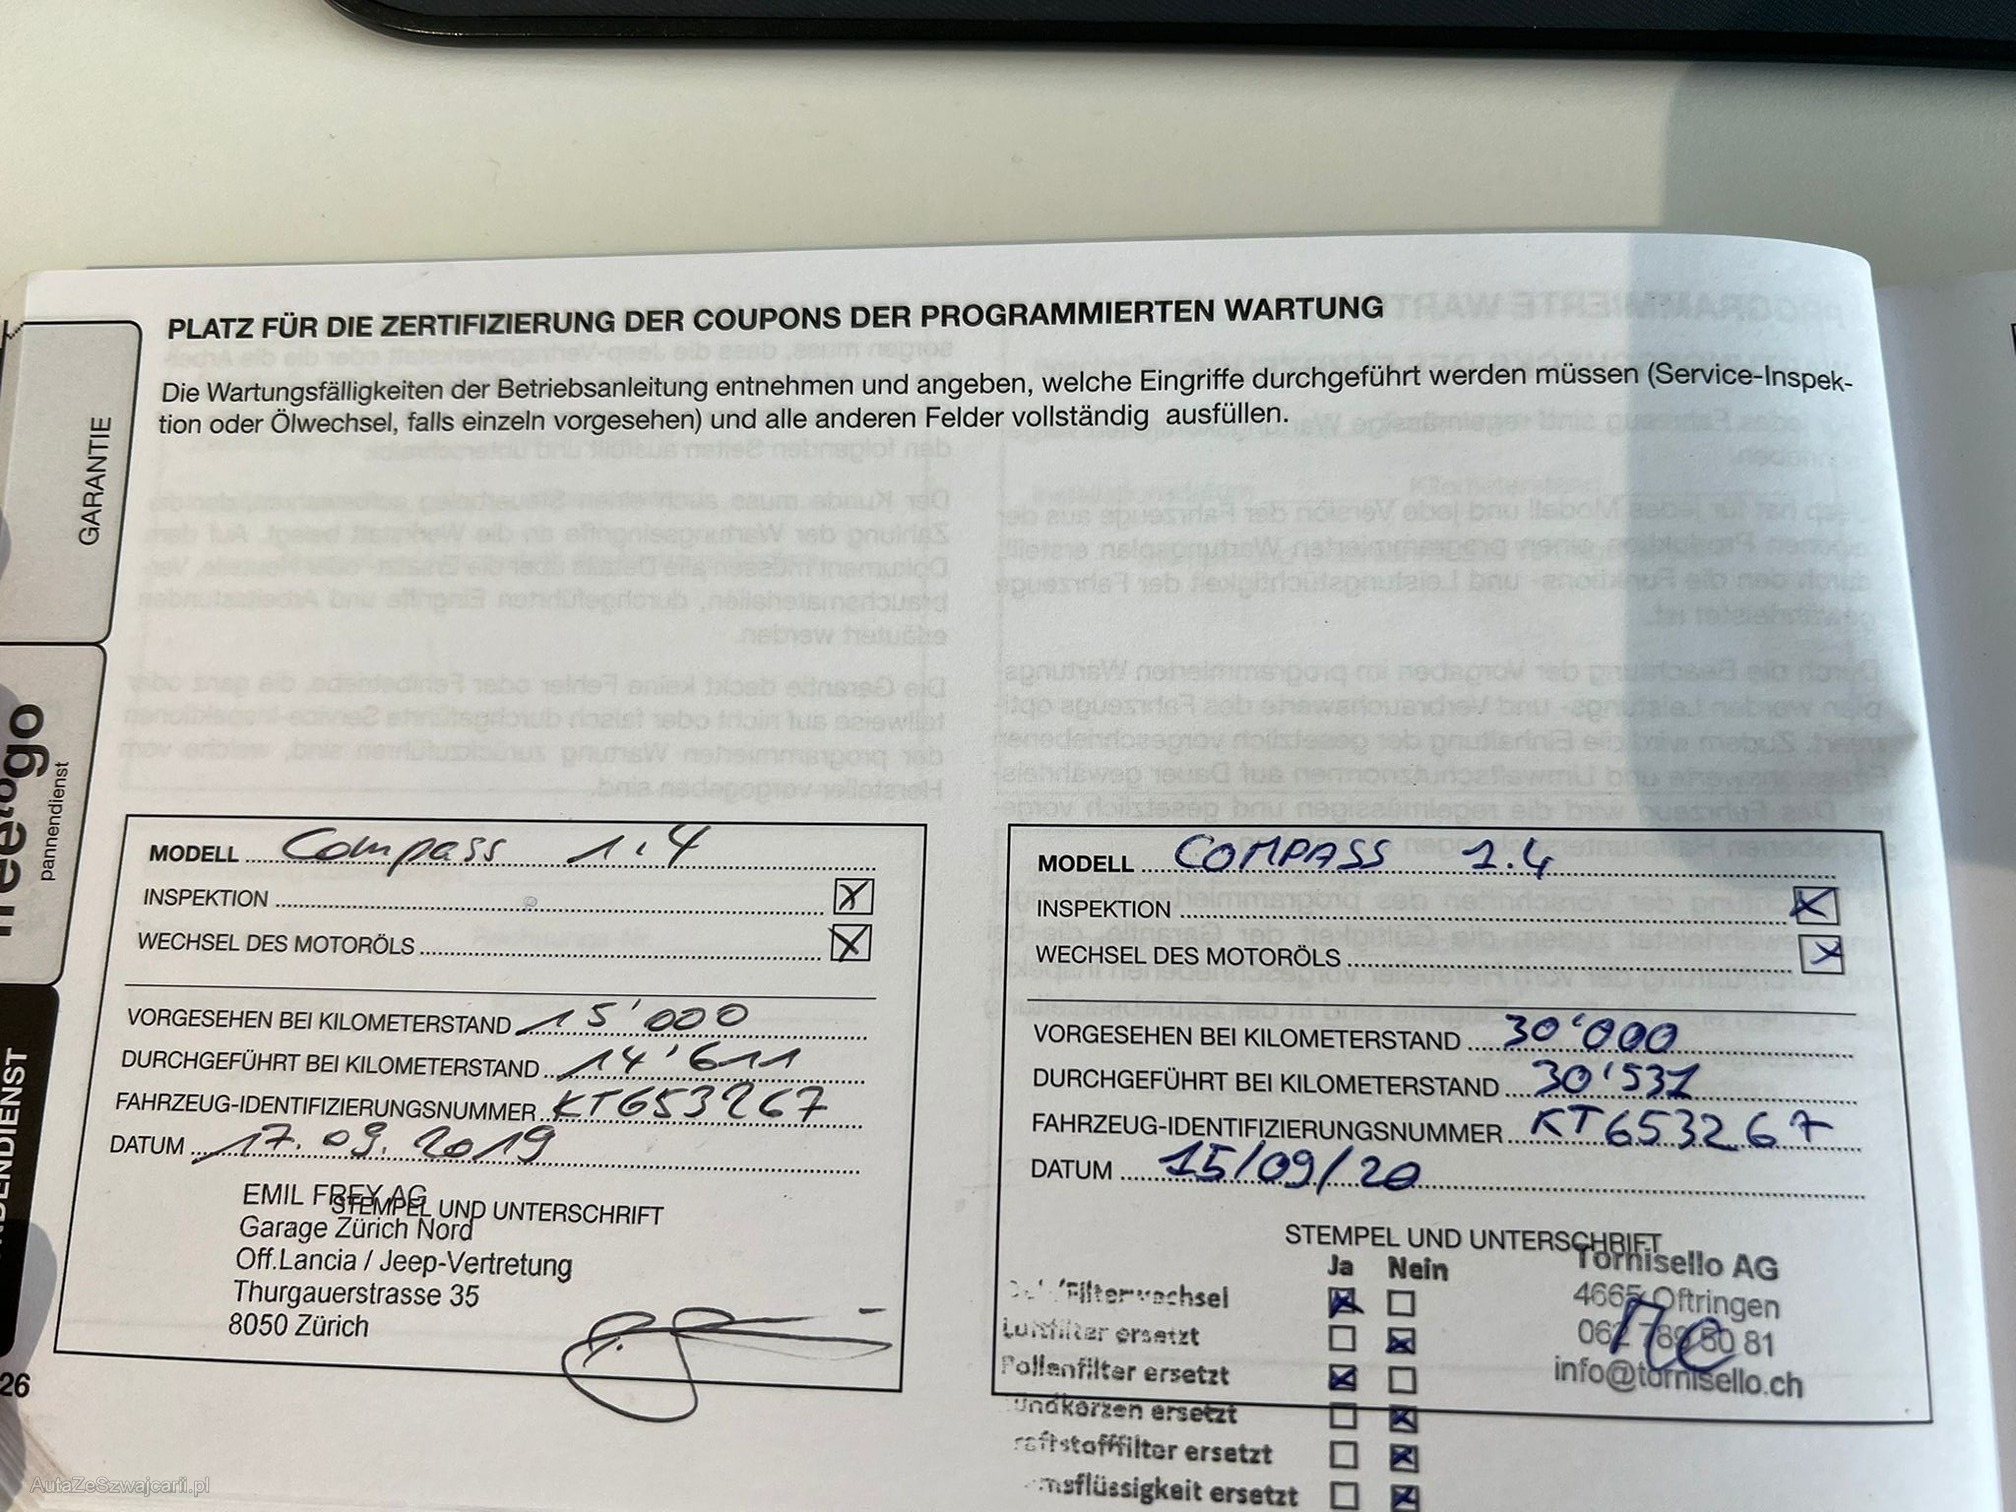 PLATZ FÜR DIE ZERTIFIZIERUNG DER COUPONS DER PROGRAMMIERTEN WARTUNG
Die Wartungsfälligkeiten der Betriebsanleitung entnehmen und angeben, welche Eingriffe durchgeführt werden müssen (Service-Inspek-
tion oder Ölwechsel, falls einzeln vorgesehen) und alle anderen Felder vollständig ausfüllen.
GARANTIE
pannendienst
26
MODELL Compass 1.4
INSPEKTION X
WECHSEL DES MOTORÖLS X
VORGESEHEN BEI KILOMETERSTAND 15'000
DURCHGEFÜHRT BEI KILOMETERSTAND 14'611
FAHRZEUG-IDENTIFIZIERUNGSNUMMER KT653267
DATUM 17.09.2019
STEMPEL UND UNTERSCHRIFT
EMIL FREY AG
Garage Zürich Nord
Off.Lancia / Jeep-Vertretung
Thurgauerstrasse 35
8050 Zürich
MODELL COMPASS 1.4
INSPEKTION X
WECHSEL DES MOTORÖLS X
VORGESEHEN BEI KILOMETERSTAND 30'000
DURCHGEFÜHRT BEI KILOMETERSTAND 30'531
FAHRZEUG-IDENTIFIZIERUNGSNUMMER KT653267
DATUM 15/09/20
STEMPEL UND UNTERSCHRIFT
Ja Nein
Filterwechsel
Luftfilter ersetzt
Pollenfilter ersetzt
ersetzt
ersetzt
ersetzt
Tornisello AG
4665 Oftringen
81
info@tornisello.ch
AutaZeSzwajcarii.pl